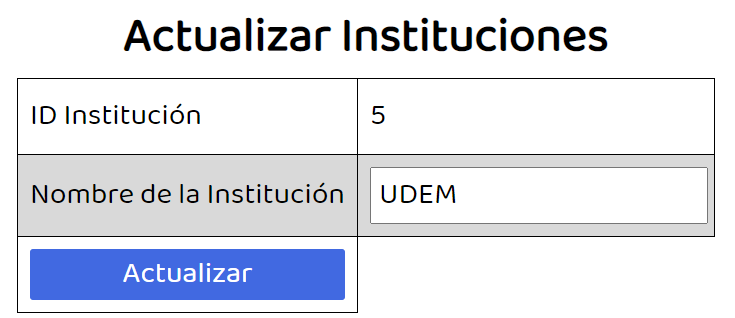 Actualizar Instituciones
ID Institución 5
Nombre de la Institución UDEM
Actualizar